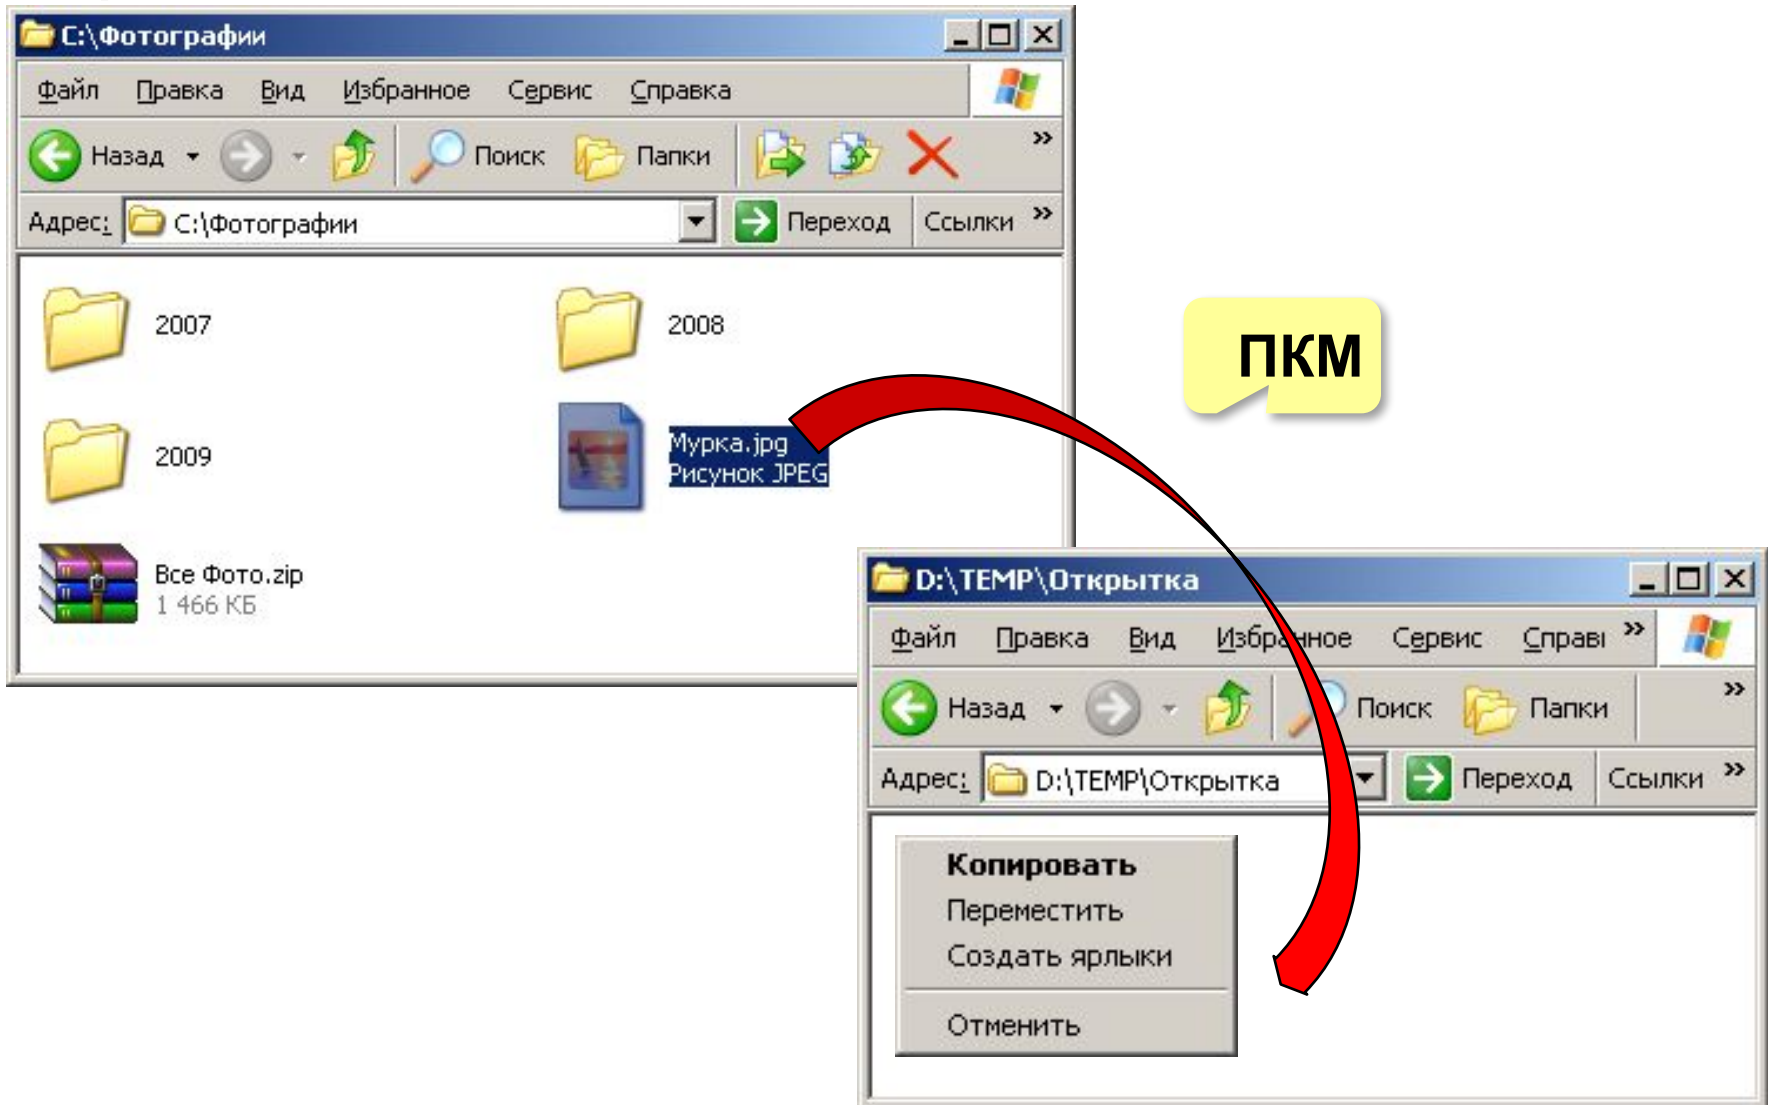 C:\Фотографии
Файл Правка Вид Избранное Сервис Справка
Назад Поиск Папки »
Адрес: C:\Фотографии Переход Ссылки »
2007 2008
ПКМ
2009 Мурка.jpg
Рисунок JPEG
Все Фото.zip
1 466 КБ
D:\TEMP\Открытка
Файл Правка Вид Избранное Сервис Справ »
Назад Поиск Папки »
Адрес: D:\TEMP\Открытка Переход Ссылки »
Копировать
Переместить
Создать ярлыки
Отменить